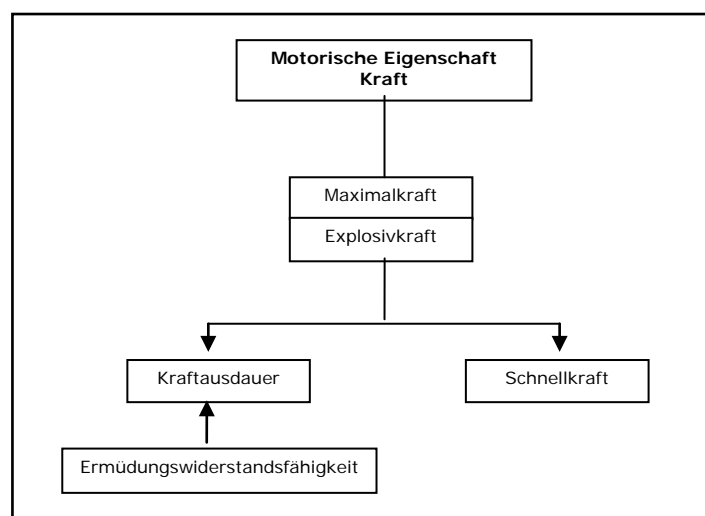 Motorische Eigenschaft
Kraft
Maximalkraft
Explosivkraft
Kraftausdauer
Schnellkraft
Ermüdungswiderstandsfähigkeit